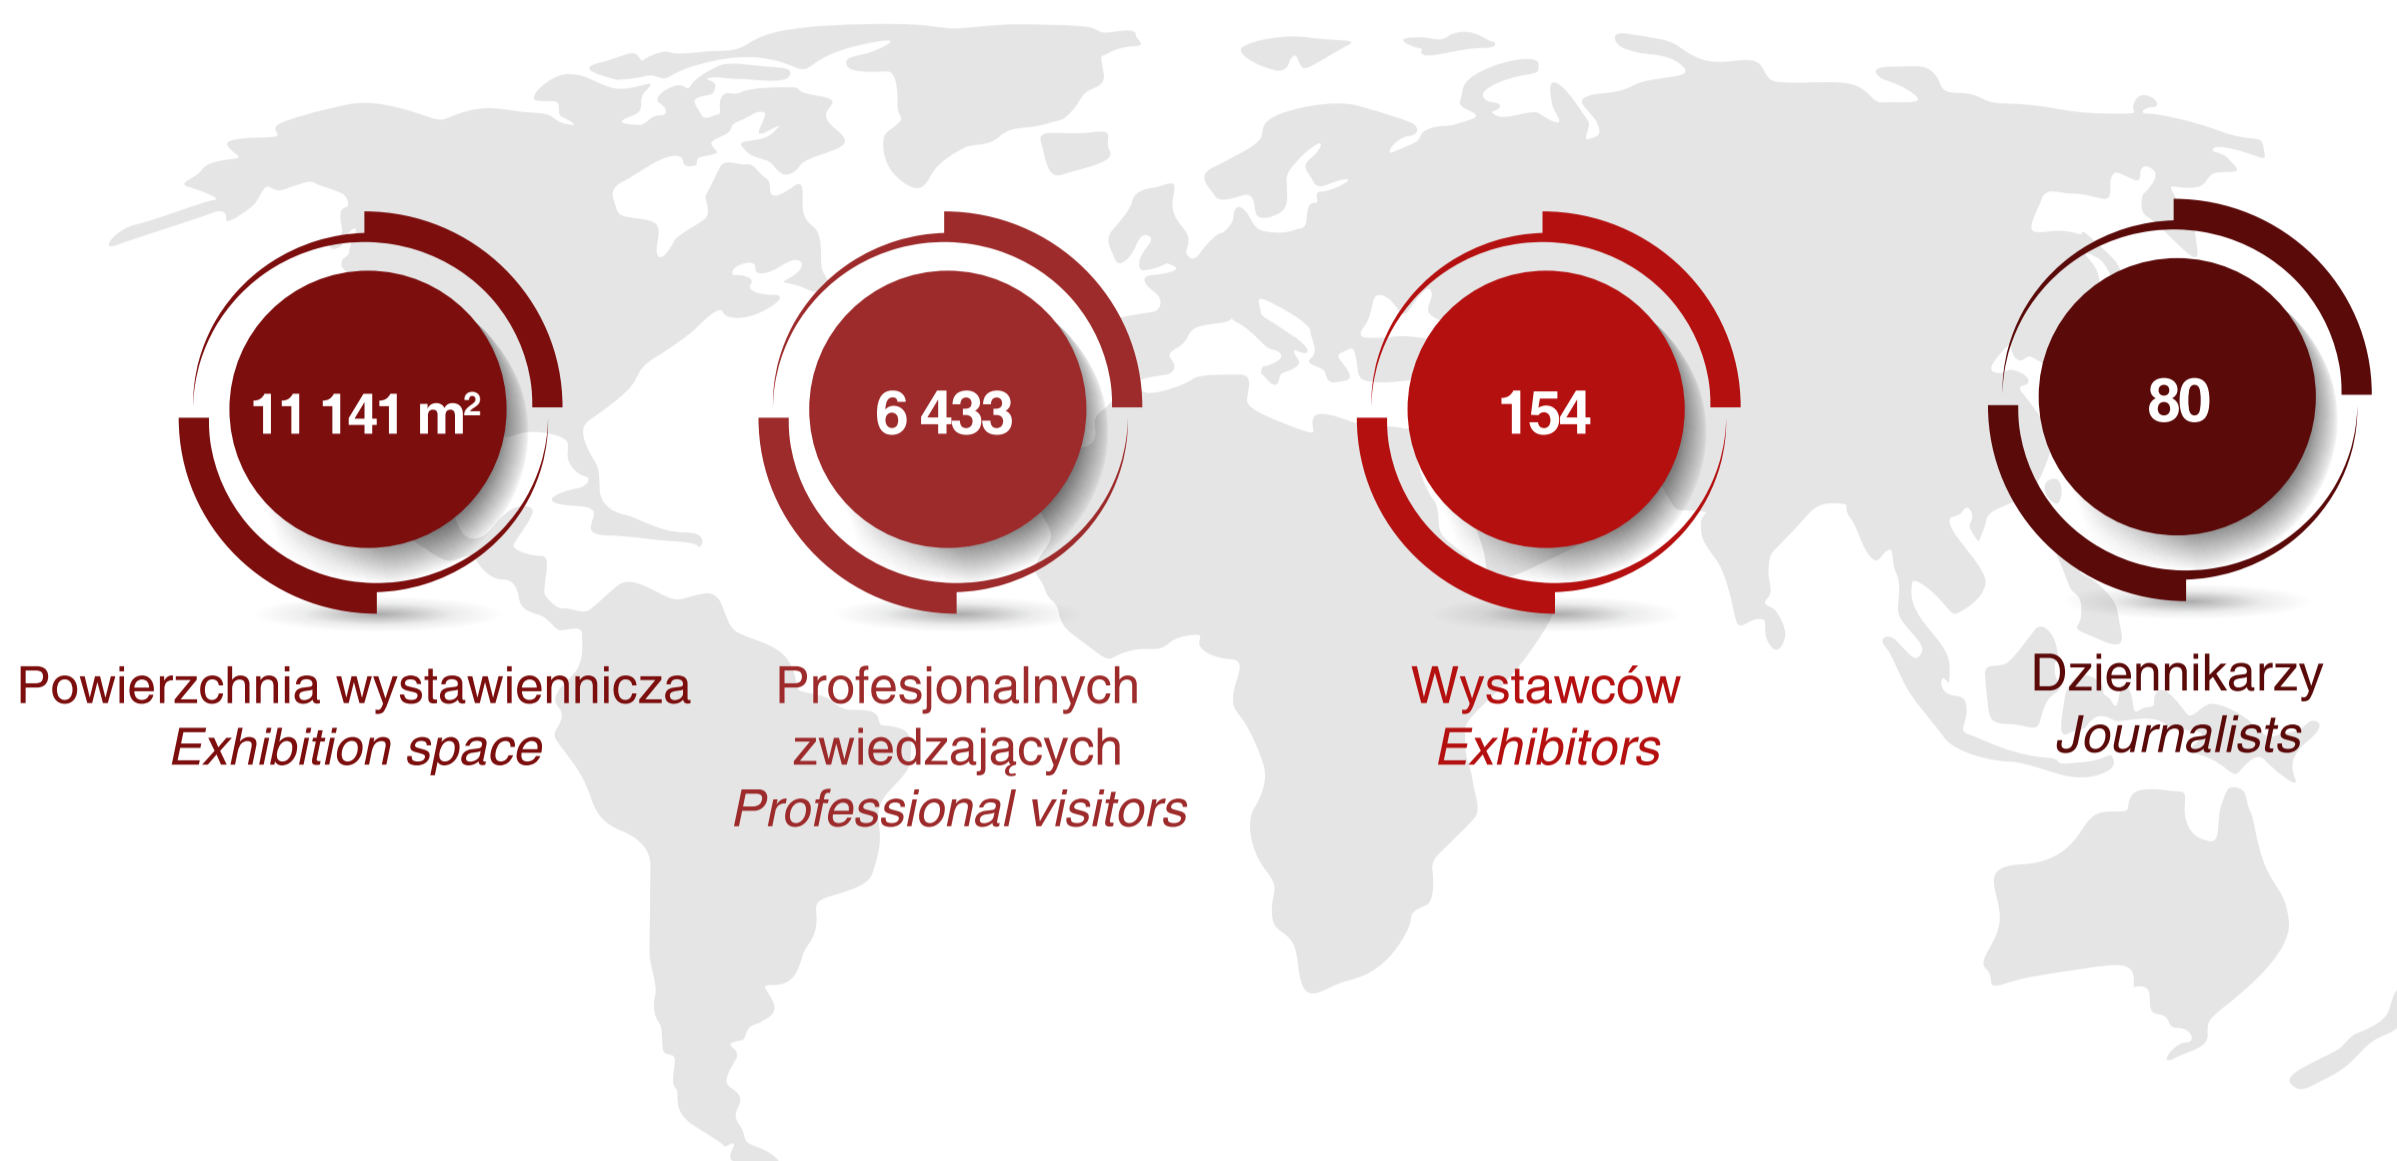 11 141 m²
Powierzchnia wystawiennicza
Exhibition space
6 433
Profesjonalnych
zwiedzających
Professional visitors
154
Wystawców
Exhibitors
80
Dziennikarzy
Journalists